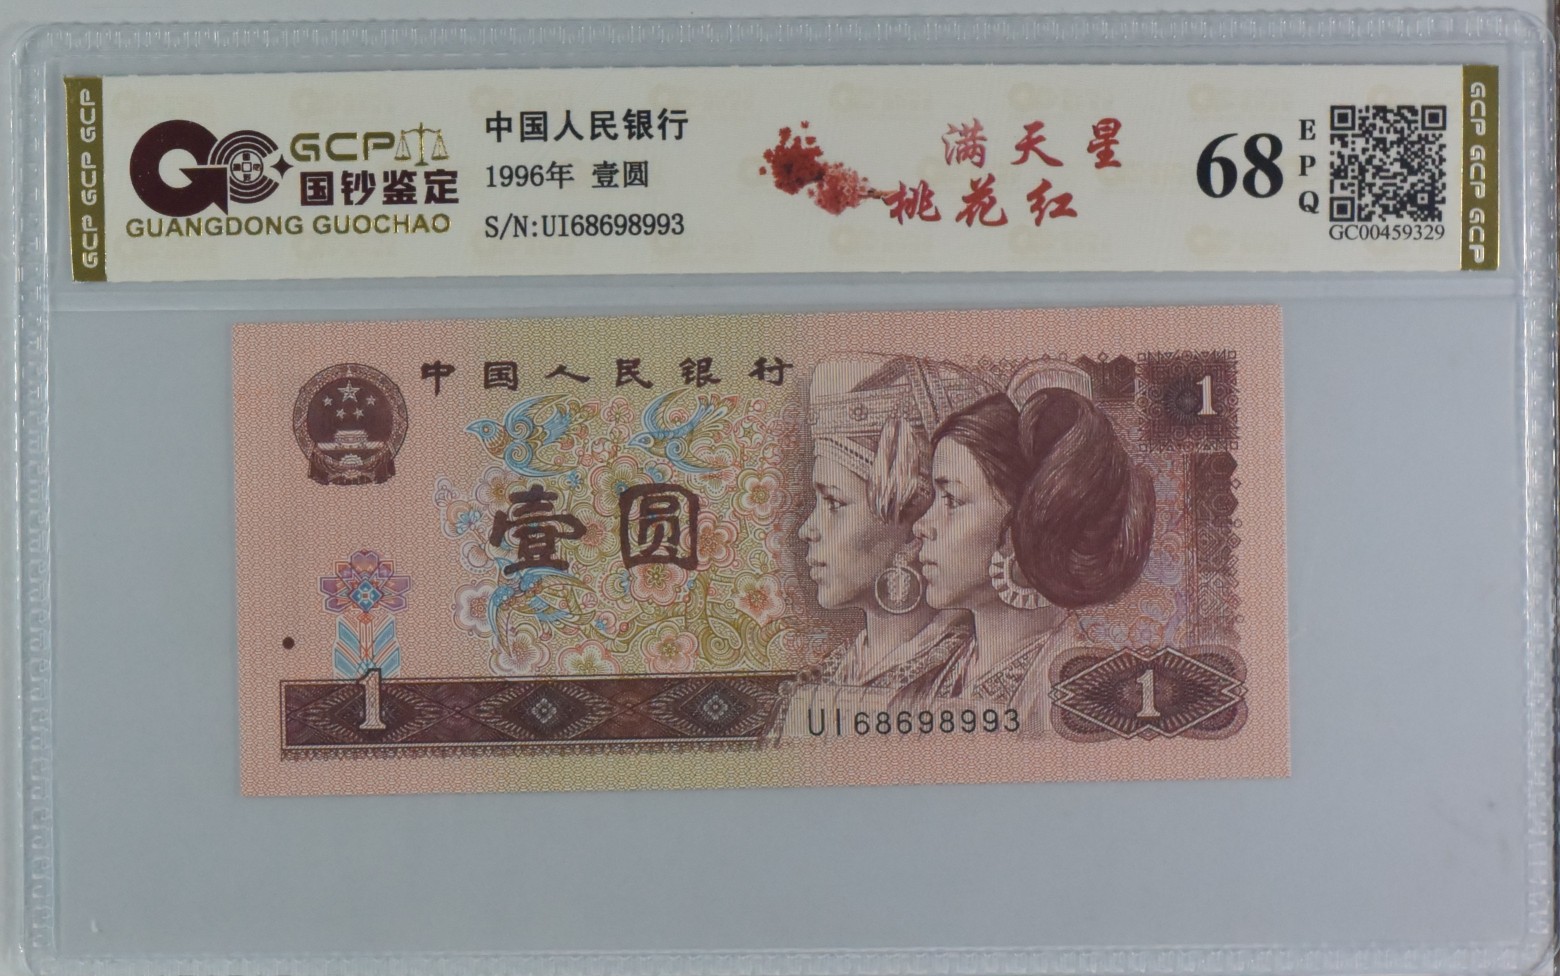 GCP GCP GCP
GCP
国钞鉴定
GUANGDONG GUOCHAO
中国人民银行
1996年 壹圆
S/N:UI68698993
满天星
桃花红
68
E
P
Q
GC00459329
GCP GCP GCP
中国人民银行
1
壹圆
1
UI68698993
1